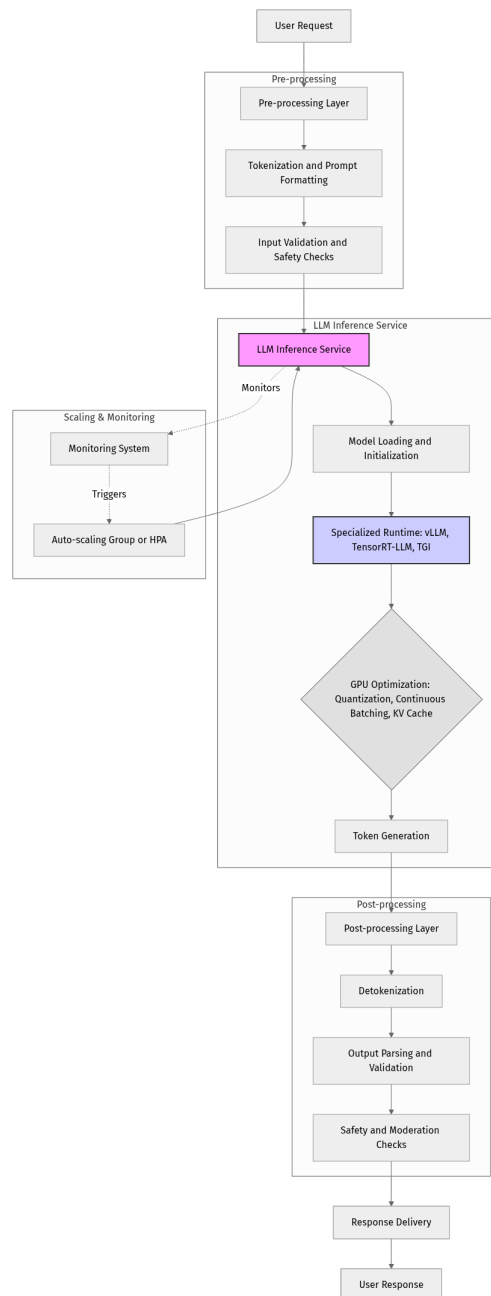 User Request
Pre-processing
Pre-processing Layer
Tokenization and Prompt
Formatting
Input Validation and
Safety Checks
LLM Inference Service
LLM Inference Service
Monitors
Scaling & Monitoring
Monitoring System
Triggers
Auto-scaling Group or HPA
Model Loading and
Initialization
Specialized Runtime: vLLM,
TensorRT-LLM, TGI
GPU Optimization:
Quantization, Continuous
Batching, KV Cache
Token Generation
Post-processing
Post-processing Layer
Detokenization
Output Parsing and
Validation
Safety and Moderation
Checks
Response Delivery
User Response